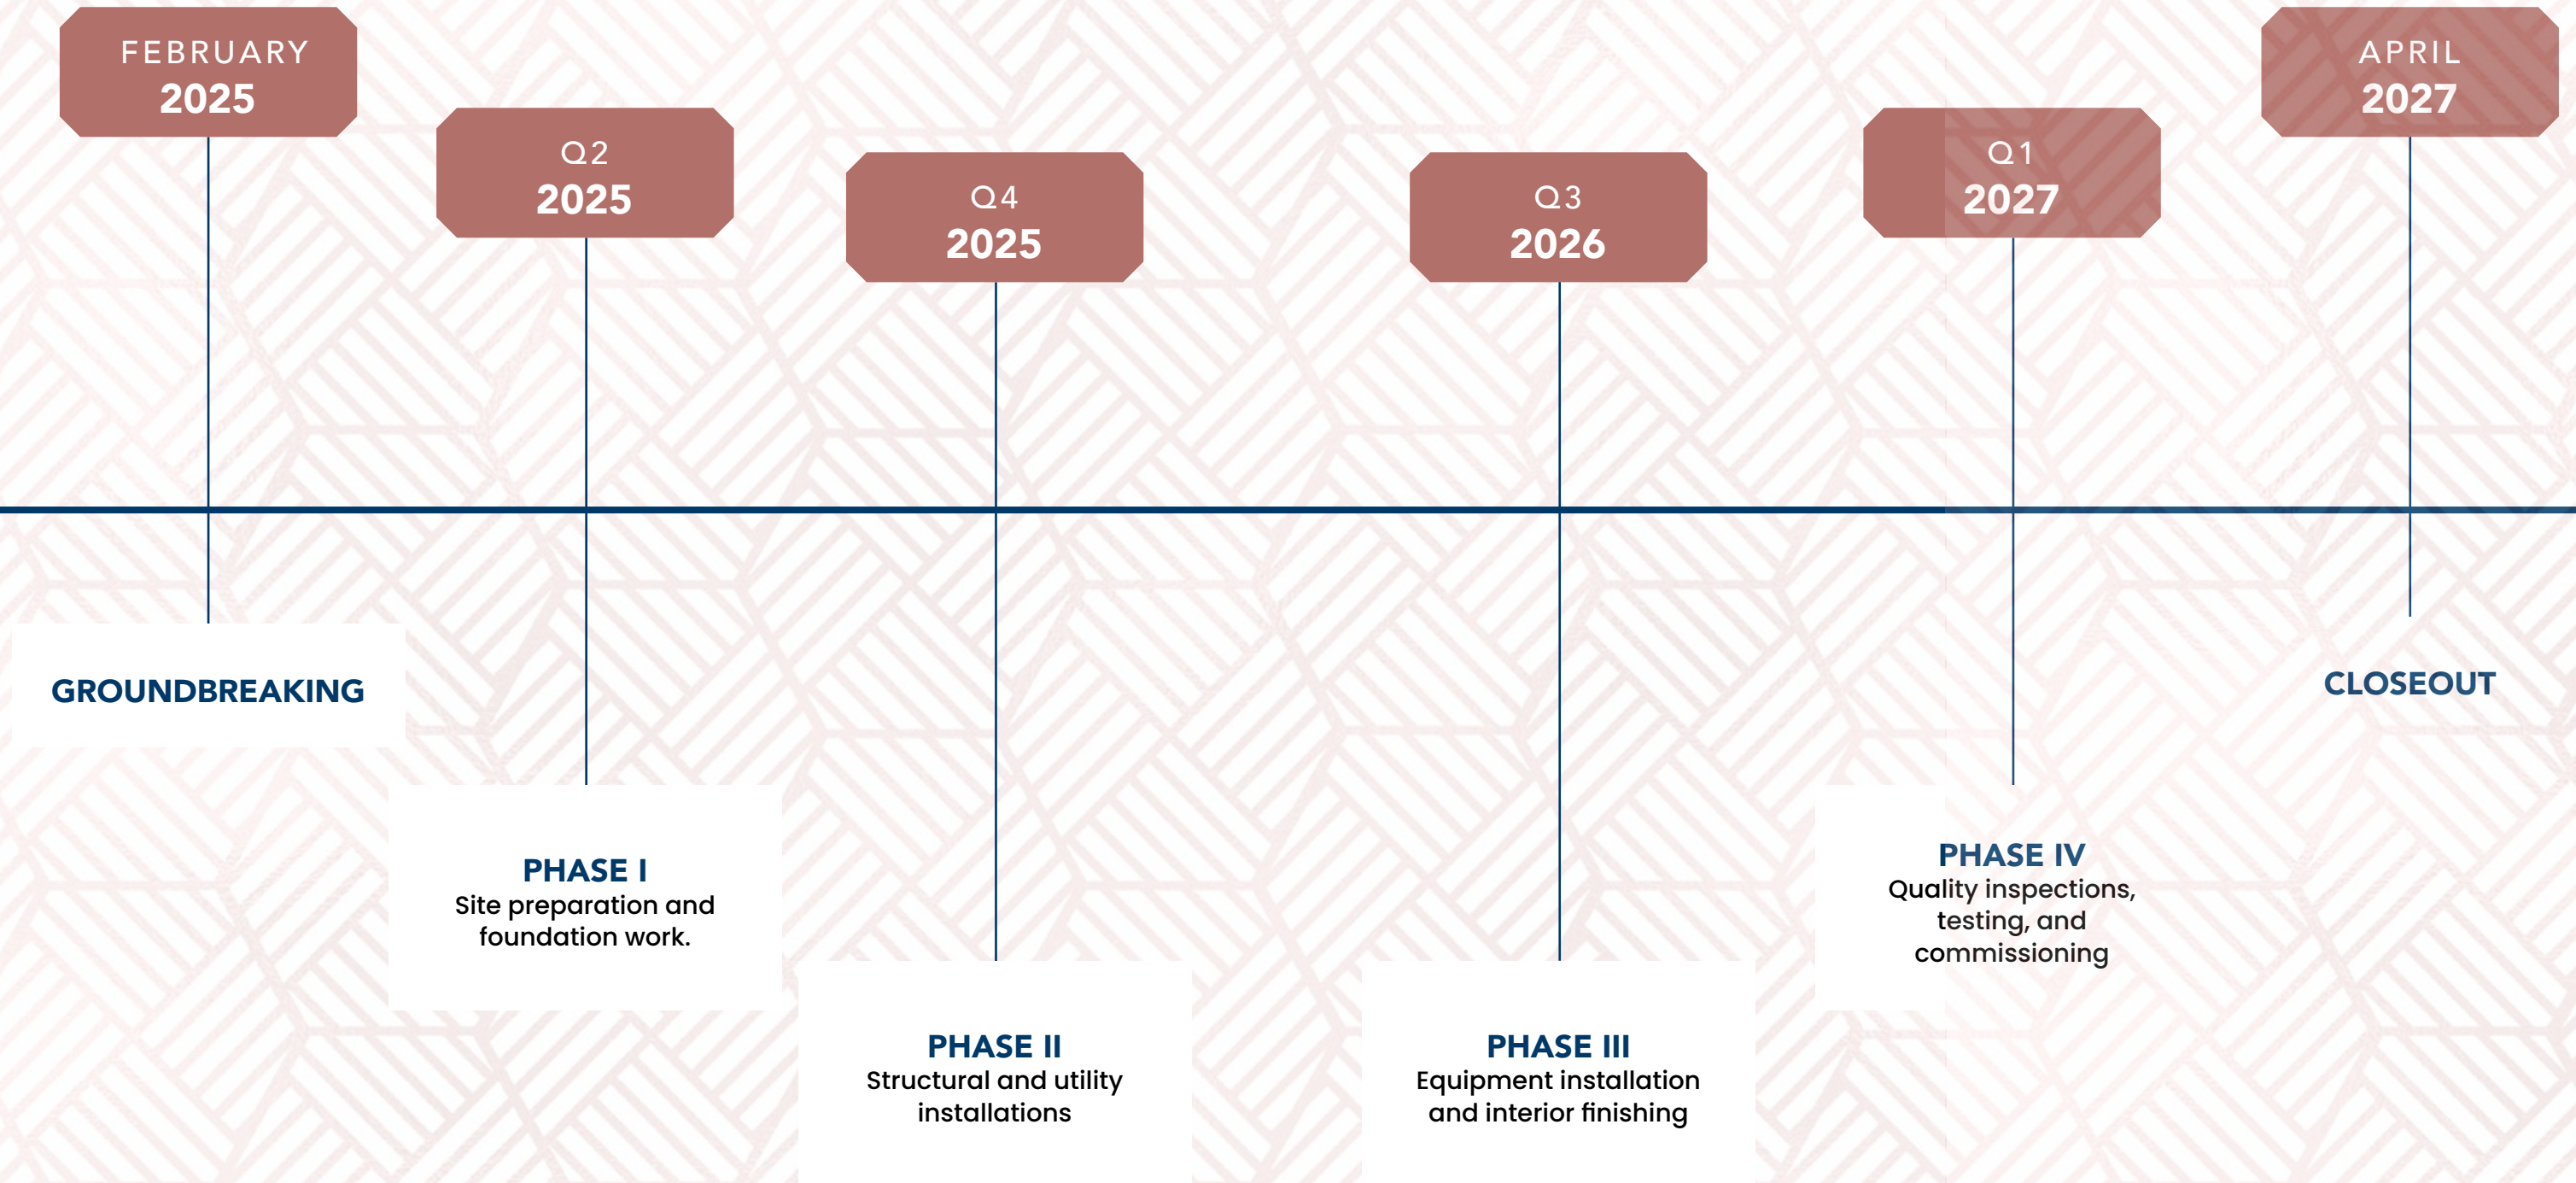 FEBRUARY
2025
Q2
2025
Q4
2025
Q3
2026
Q1
2027
APRIL
2027
GROUNDBREAKING
PHASE I
Site preparation and
foundation work.
PHASE II
Structural and utility
installations
PHASE III
Equipment installation
and interior finishing
PHASE IV
Quality inspections,
testing, and
commissioning
CLOSEOUT